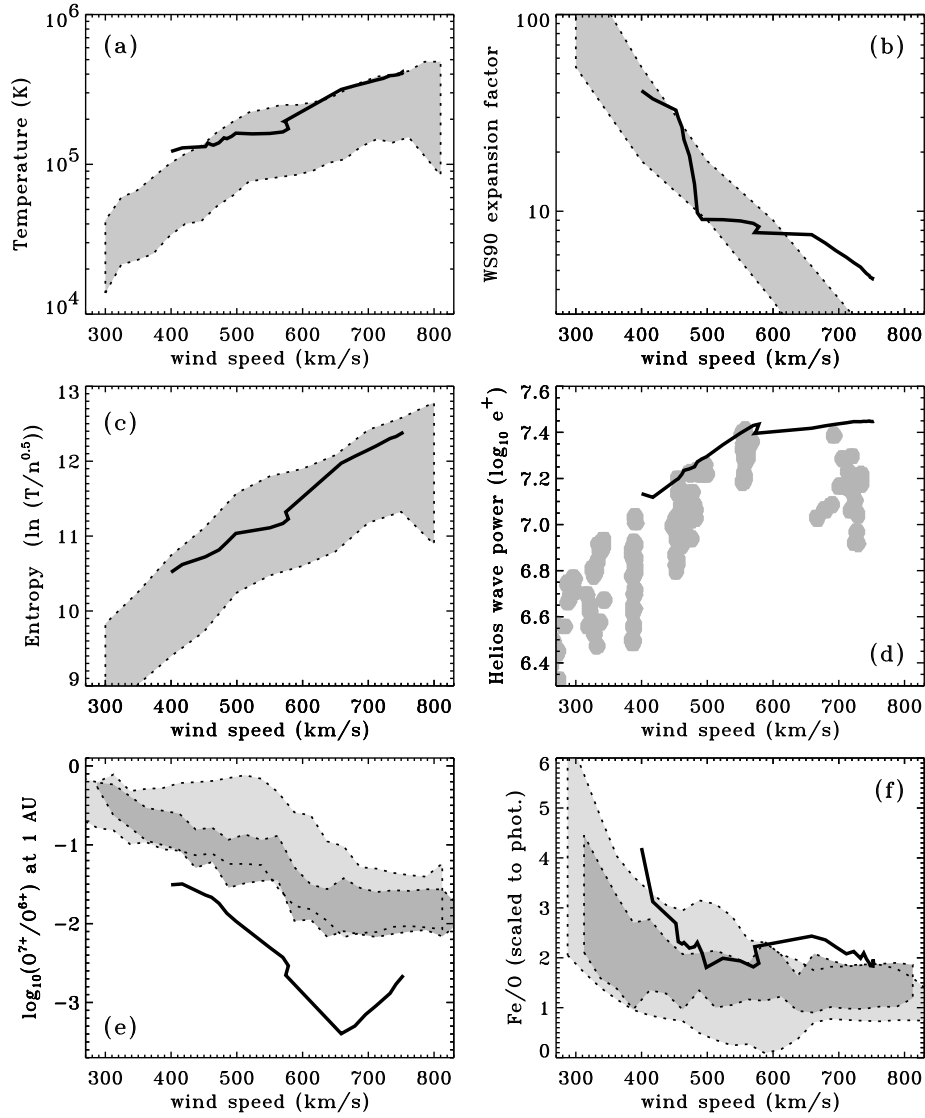 (a)
Temperature (K)
10^6
10^5
10^4
300 400 500 600 700 800
wind speed (km/s)
(b)
WS90 expansion factor
100
10
300 400 500 600 700 800
wind speed (km/s)
(c)
Entropy (ln (T/n^0.5))
13
12
11
10
9
300 400 500 600 700 800
wind speed (km/s)
(d)
Helios wave power (log_10 e^+)
7.6
7.4
7.2
7.0
6.8
6.6
6.4
300 400 500 600 700 800
wind speed (km/s)
(e)
log_10(O^7+/O^6+) at 1 AU
0
-1
-2
-3
300 400 500 600 700 800
wind speed (km/s)
(f)
Fe/O (scaled to phot.)
6
5
4
3
2
1
0
300 400 500 600 700 800
wind speed (km/s)